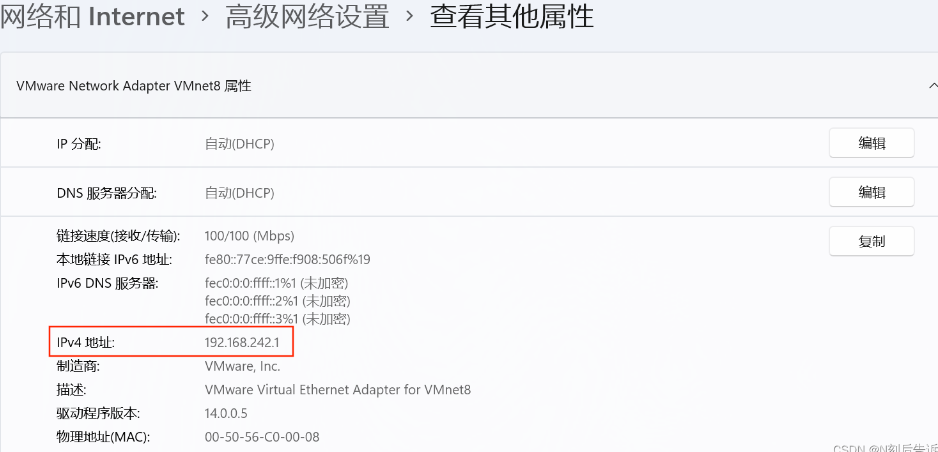 网络和 Internet › 高级网络设置 › 查看其他属性
VMware Network Adapter VMnet8 属性
IP 分配: 自动(DHCP) 编辑
DNS 服务器分配: 自动(DHCP) 编辑
链接速度(接收/传输): 100/100 (Mbps) 复制
本地链接 IPv6 地址: fe80::77ce:9ffe:f908:506f%19
IPv6 DNS 服务器: fec0:0:0:ffff::1%1 (未加密)
fec0:0:0:ffff::2%1 (未加密)
fec0:0:0:ffff::3%1 (未加密)
IPv4 地址: 192.168.242.1
制造商: VMware, Inc.
描述: VMware Virtual Ethernet Adapter for VMnet8
驱动程序版本: 14.0.0.5
物理地址(MAC): 00-50-56-C0-00-08
CSDN @N刻后告诉